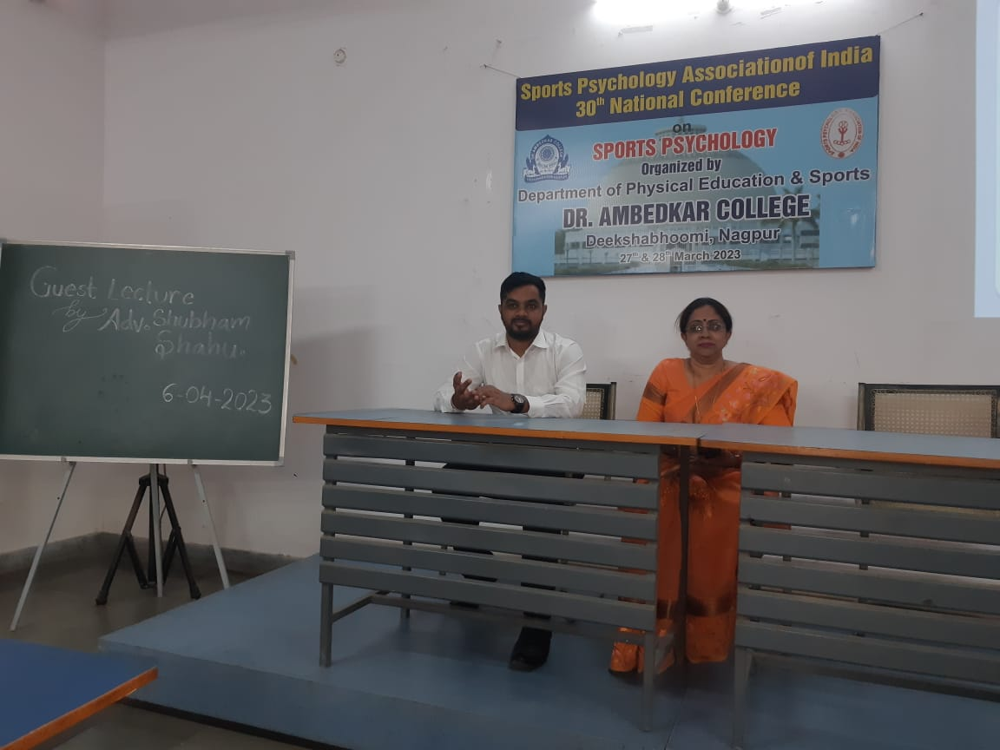 Guest Lecture
by Adv. Shubham
Shahu.
6-04-2023
Sports Psychology Associationof India
30th National Conference
on
SPORTS PSYCHOLOGY
Organized by
Department of Physical Education & Sports
DR. AMBEDKAR COLLEGE
Deekshabhoomi, Nagpur
27th & 28th March 2023